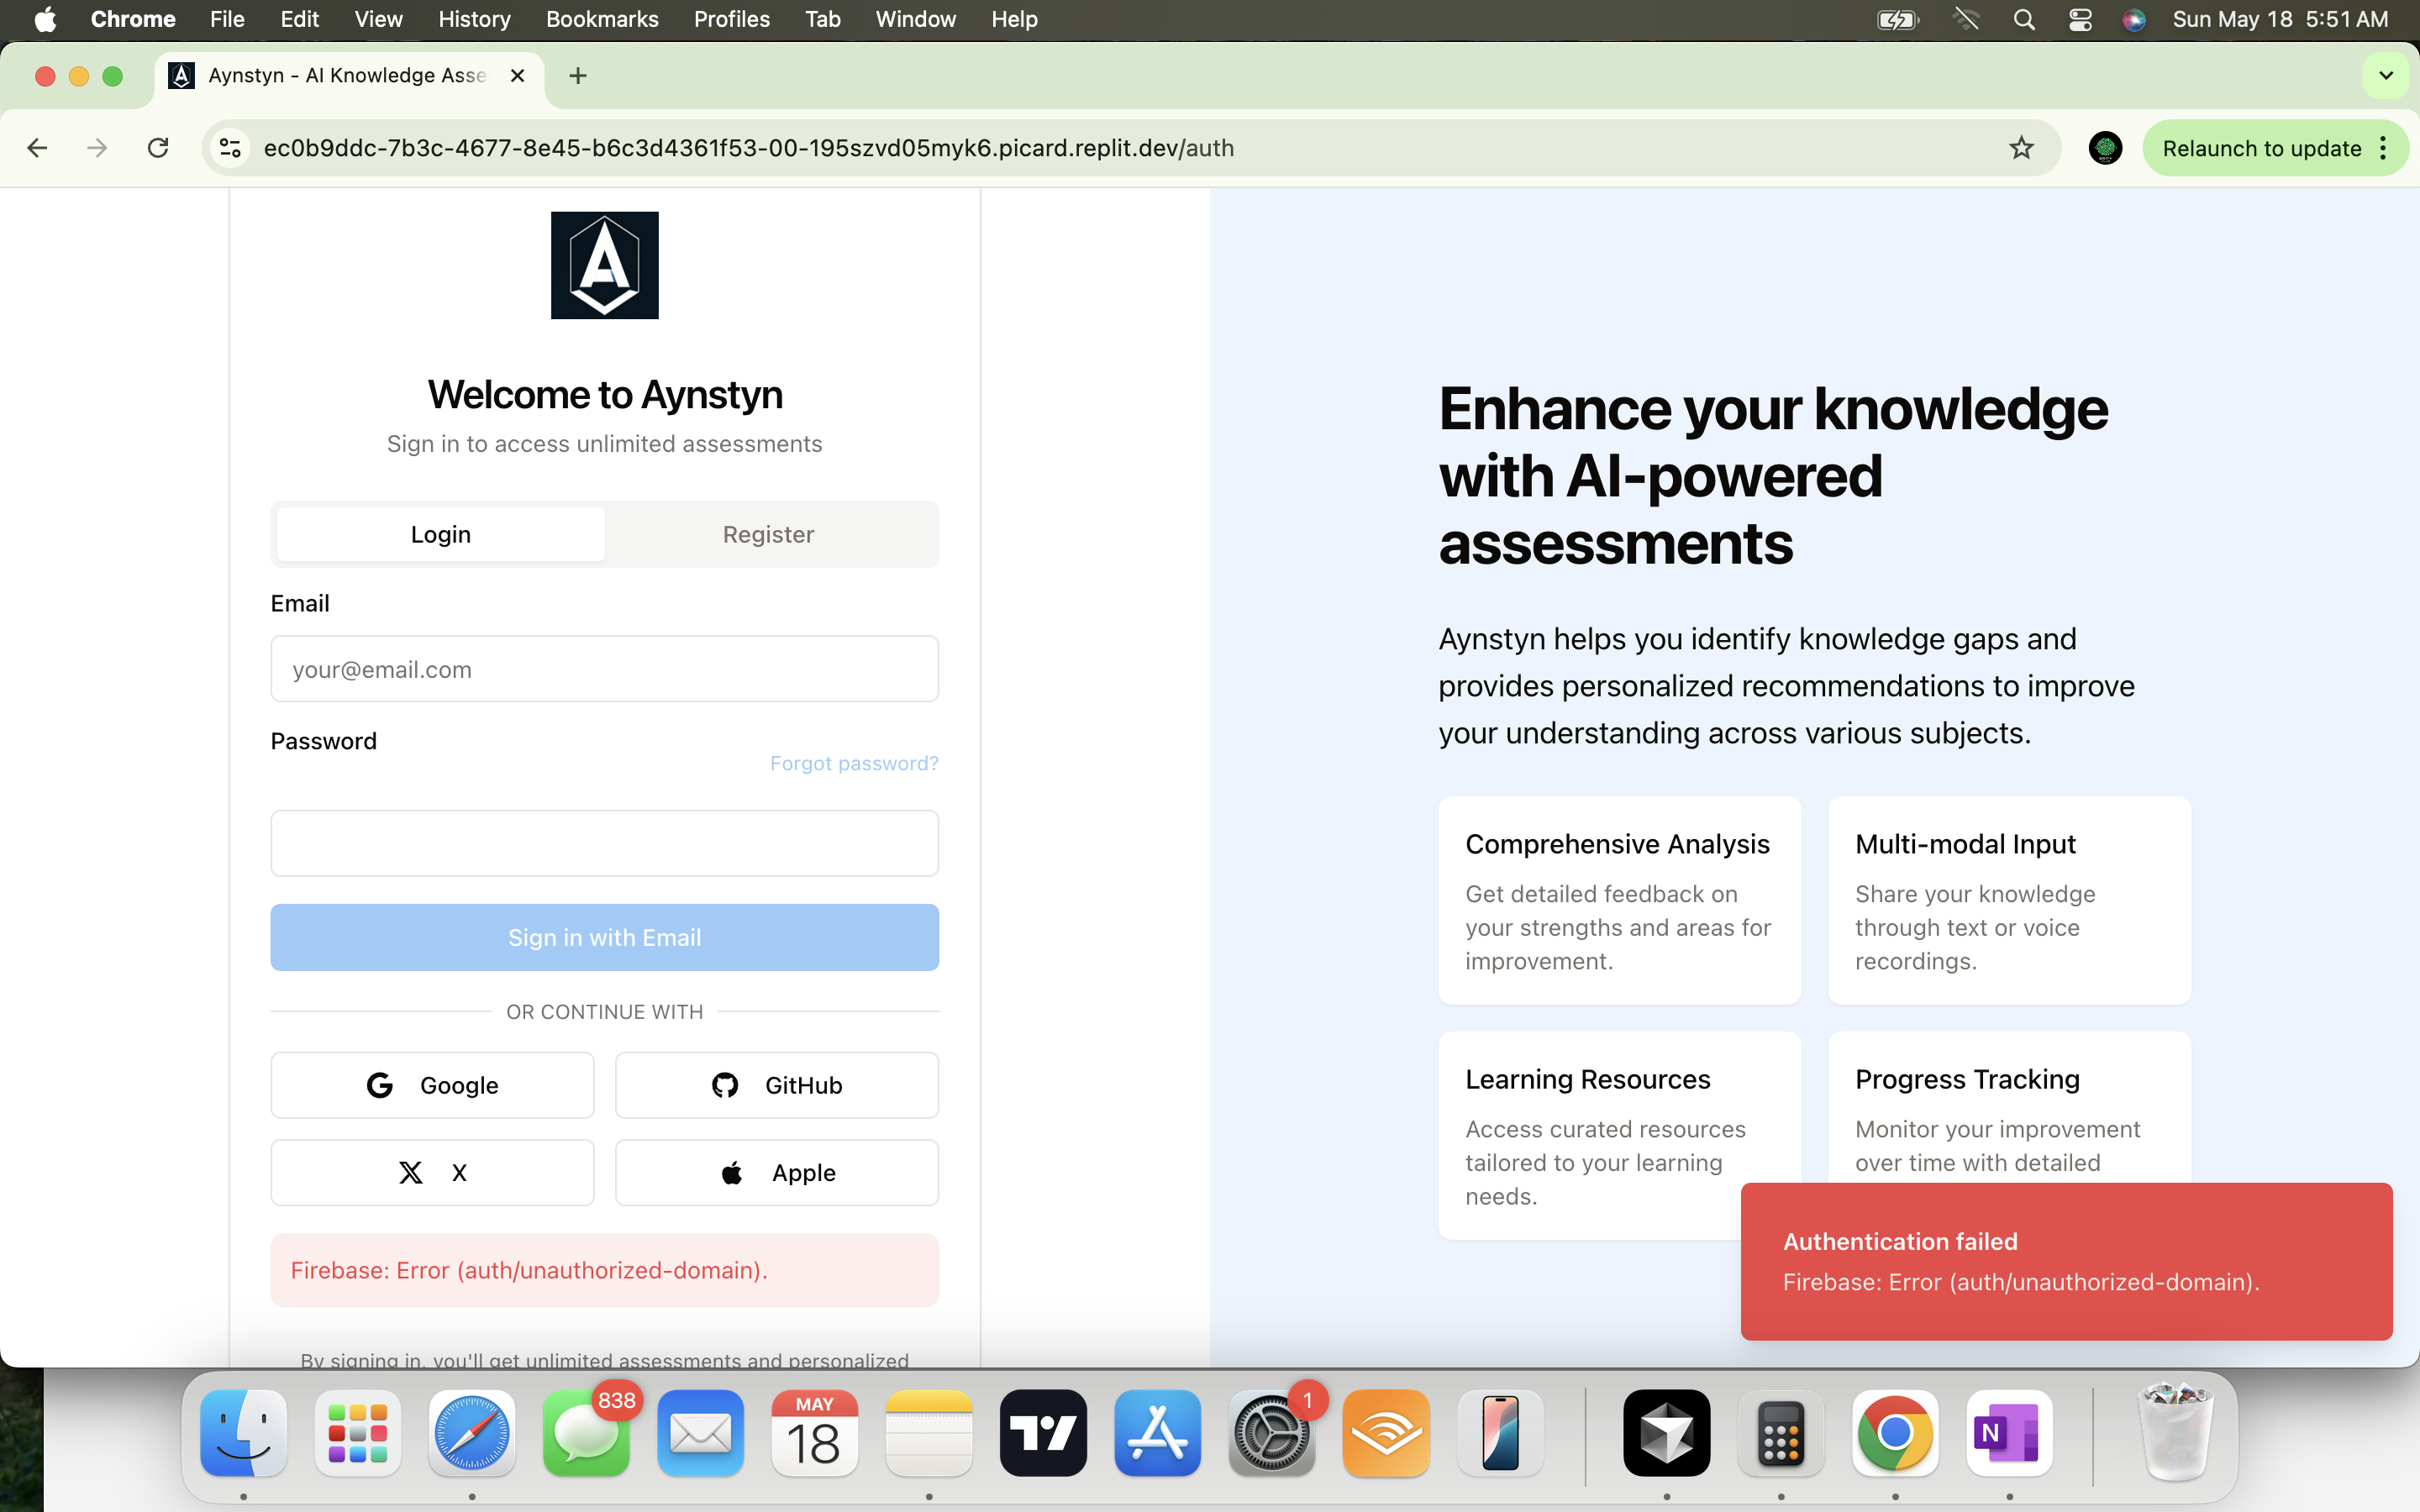 Chrome File Edit View History Bookmarks Profiles Tab Window Help Sun May 18 5:51 AM
Aynstyn - AI Knowledge Asse
ec0b9ddc-7b3c-4677-8e45-b6c3d4361f53-00-195szvd05myk6.picard.replit.dev/auth
Relaunch to update
A
Welcome to Aynstyn
Sign in to access unlimited assessments
Login Register
Email
your@email.com
Password
Forgot password?
Sign in with Email
OR CONTINUE WITH
Google GitHub
X Apple
Firebase: Error (auth/unauthorized-domain).
By signing in, you'll get unlimited assessments and personalized
Enhance your knowledge
with AI-powered
assessments
Aynstyn helps you identify knowledge gaps and
provides personalized recommendations to improve
your understanding across various subjects.
Comprehensive Analysis
Get detailed feedback on
your strengths and areas for
improvement.
Multi-modal Input
Share your knowledge
through text or voice
recordings.
Learning Resources
Access curated resources
tailored to your learning
needs.
Progress Tracking
Monitor your improvement
over time with detailed
Authentication failed
Firebase: Error (auth/unauthorized-domain).
838
MAY
18
1
N